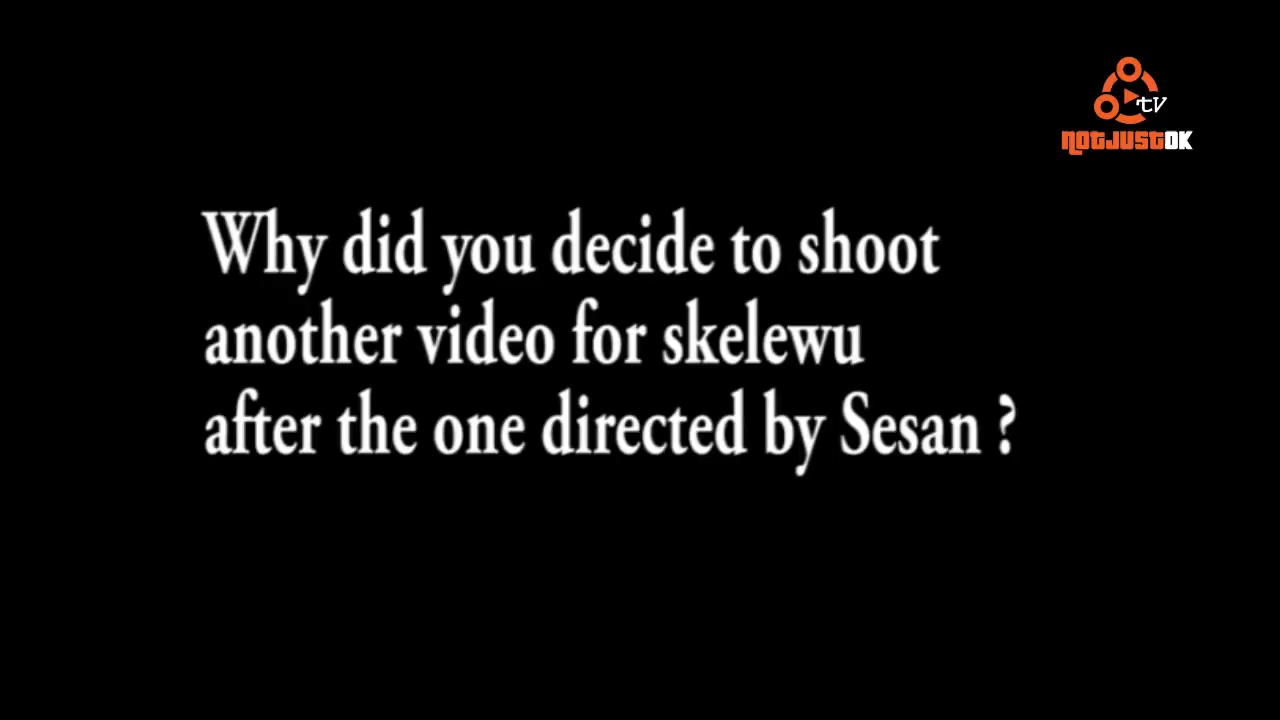 tv
NOTJUSTOK
Why did you decide to shoot
another video for skelewu
after the one directed by Sesan ?